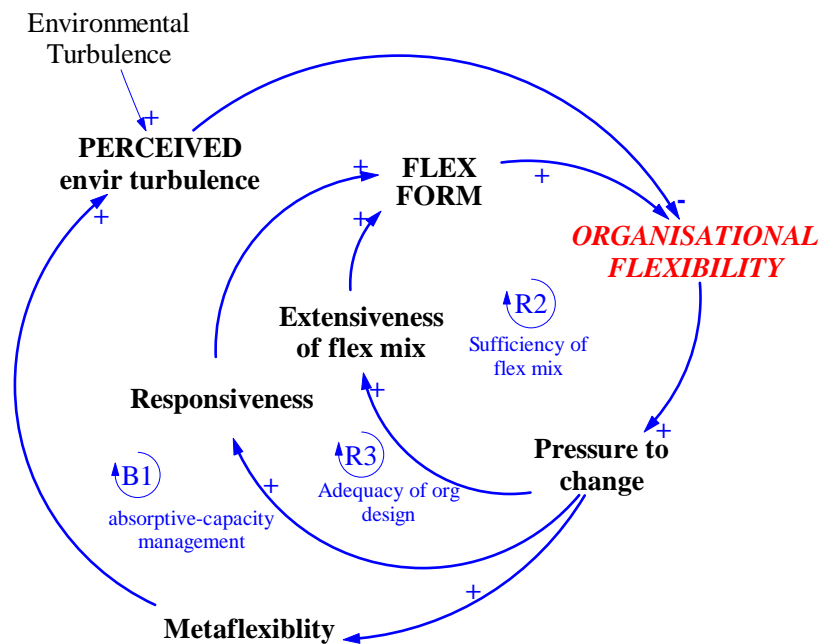 Environmental
Turbulence
+
PERCEIVED
envir turbulence
+
+
FLEX
FORM
+
+
-
ORGANISATIONAL
FLEXIBILITY
R2
Sufficiency of
flex mix
Extensiveness
of flex mix
+
Responsiveness
+
Pressure to
change
R3
Adequacy of org
design
B1
absorptive-capacity
management
+
+
Metaflexiblity